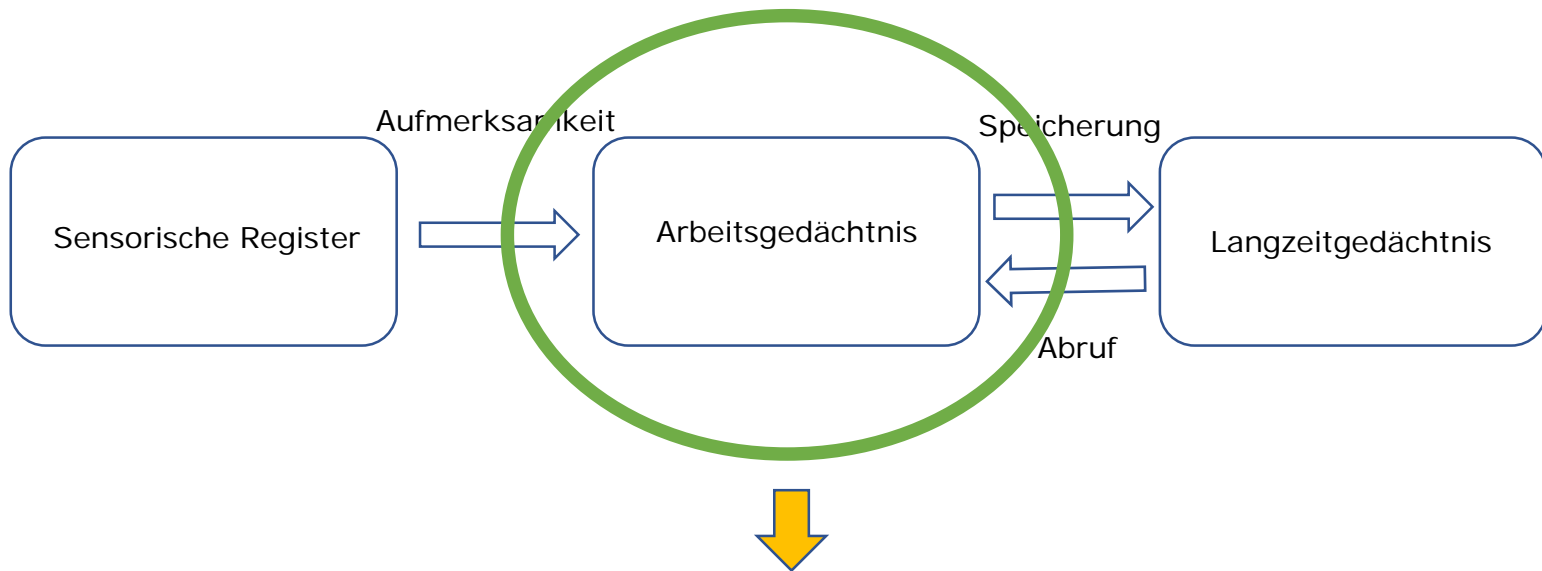 Aufmerksamkeit
Speicherung
Sensorische Register
Arbeitsgedächtnis
Langzeitgedächtnis
Abruf